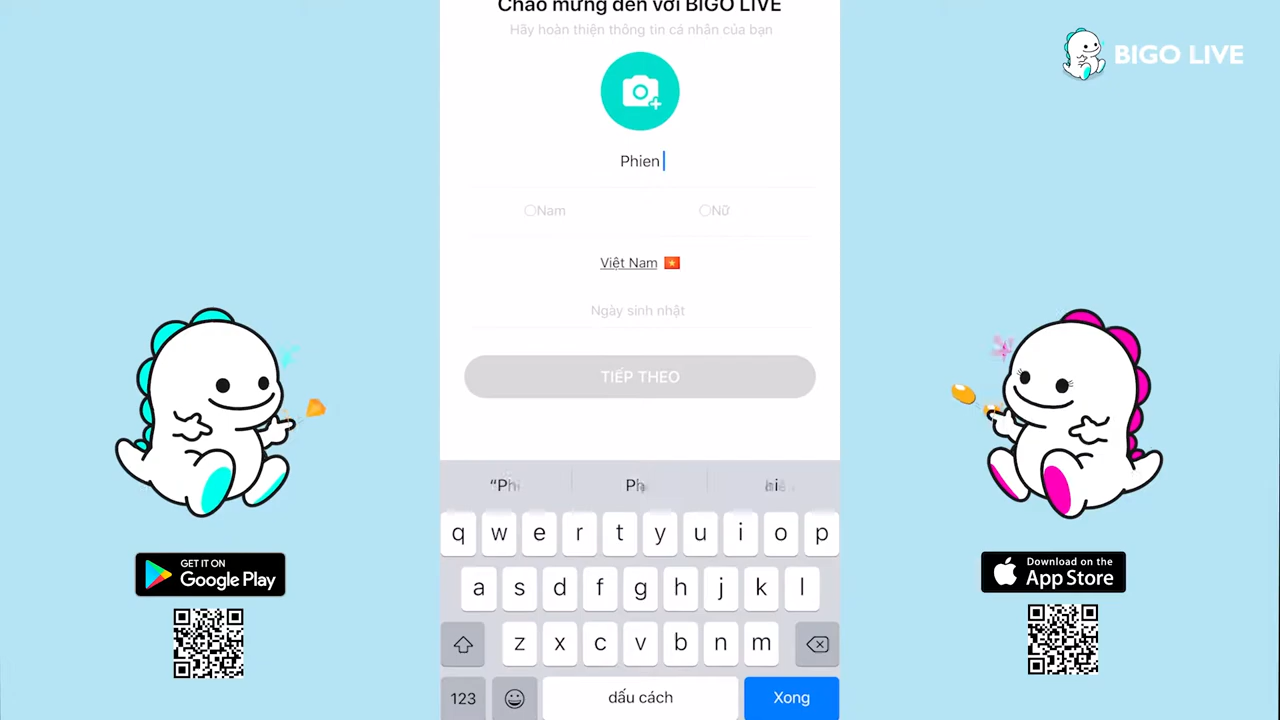 Chào mừng đến với BIGO LIVE
Hãy hoàn thiện thông tin cá nhân của bạn
BIGO LIVE
Phien
Nam
Nữ
Việt Nam
Ngày sinh nhật
TIẾP THEO
q w e r t y u i o p
a s d f g h j k l
z x c v b n m
123
dấu cách
Xong
GET IT ON
Google Play
Download on the
App Store